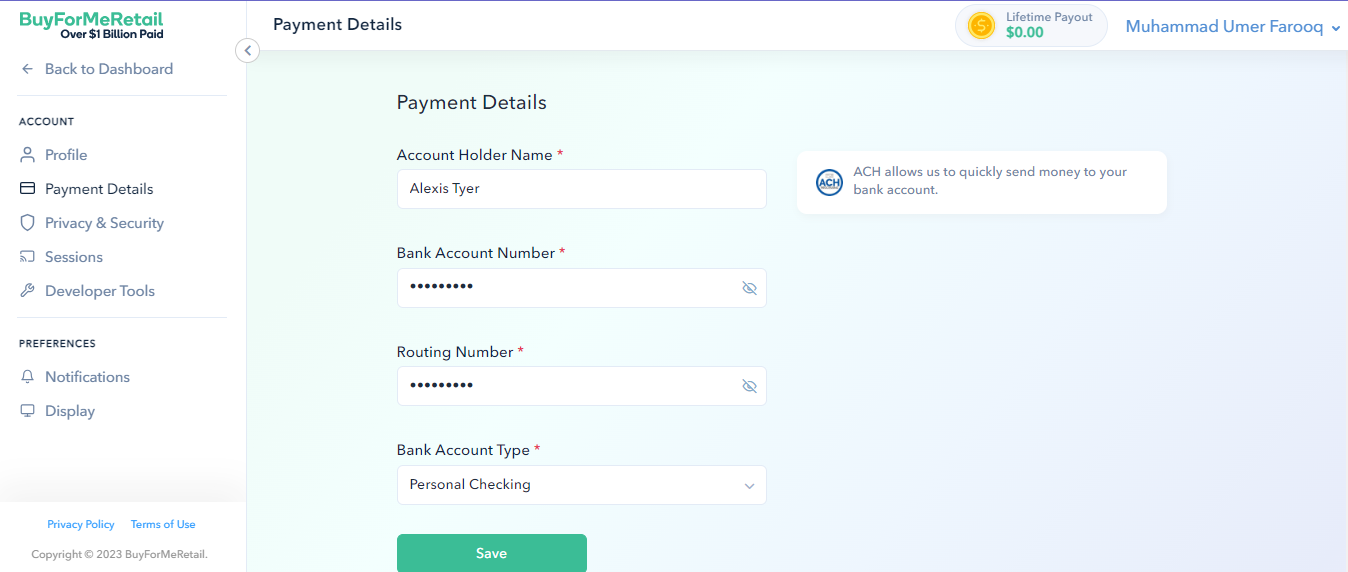 BuyForMeRetail
Over $1 Billion Paid
Back to Dashboard
ACCOUNT
Profile
Payment Details
Privacy & Security
Sessions
Developer Tools
PREFERENCES
Notifications
Display
Privacy Policy Terms of Use
Copyright © 2023 BuyForMeRetail.
Payment Details
Lifetime Payout
$0.00
Muhammad Umer Farooq
Payment Details
Account Holder Name *
Alexis Tyer
ACH
ACH allows us to quickly send money to your
bank account.
Bank Account Number *
•••••••••
Routing Number *
•••••••••
Bank Account Type *
Personal Checking
Save